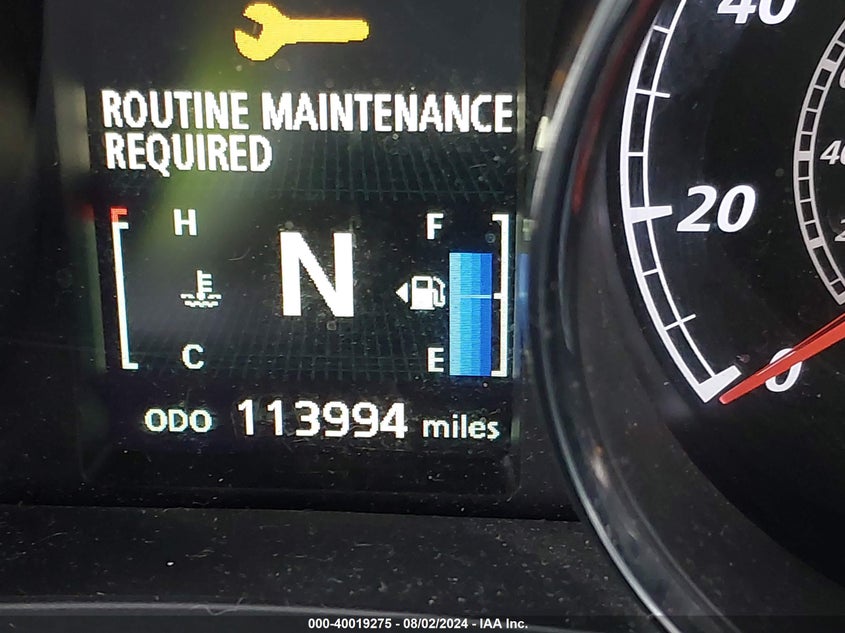 40
ROUTINE MAINTENANCE
REQUIRED
H N F
20
C E
0
ODO 113994 miles
000-40019275 - 08/02/2024 - IAA Inc.